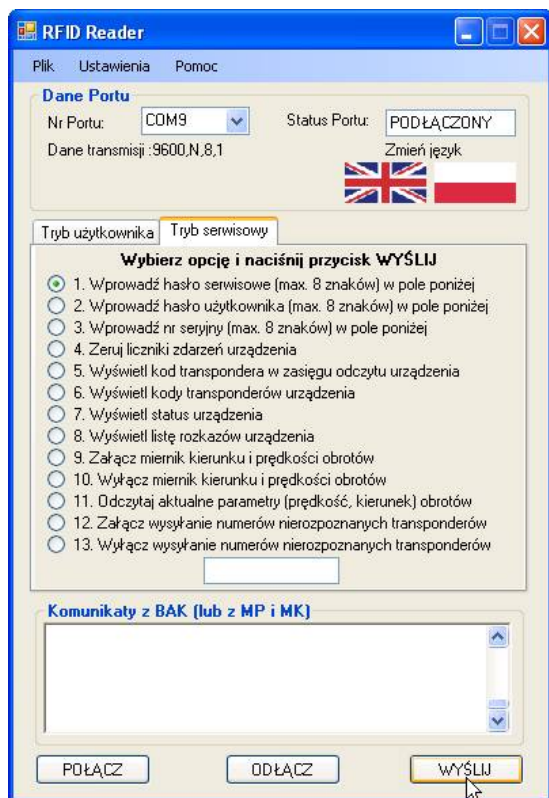 RFID Reader
Plik Ustawienia Pomoc
Dane Portu
Nr Portu: COM9 Status Portu: PODŁĄCZONY
Dane transmisji :9600,N,8,1 Zmień język
Tryb użytkownika Tryb serwisowy
Wybierz opcję i naciśnij przycisk WYŚLIJ
1. Wprowadź hasło serwisowe (max. 8 znaków) w pole poniżej
2. Wprowadź hasło użytkownika (max. 8 znaków) w pole poniżej
3. Wprowadź nr seryjny (max. 8 znaków) w pole poniżej
4. Zeruj liczniki zdarzeń urządzenia
5. Wyświetl kod transpondera w zasięgu odczytu urządzenia
6. Wyświetl kody transponderów urządzenia
7. Wyświetl status urządzenia
8. Wyświetl listę rozkazów urządzenia
9. Załącz miernik kierunku i prędkości obrotów
10. Wyłącz miernik kierunku i prędkości obrotów
11. Odczytaj aktualne parametry (prędkość, kierunek) obrotów
12. Załącz wysyłanie numerów nierozpoznanych transponderów
13. Wyłącz wysyłanie numerów nierozpoznanych transponderów
Komunikaty z BAK (lub z MP i MK)
POŁĄCZ ODŁĄCZ WYŚLIJ